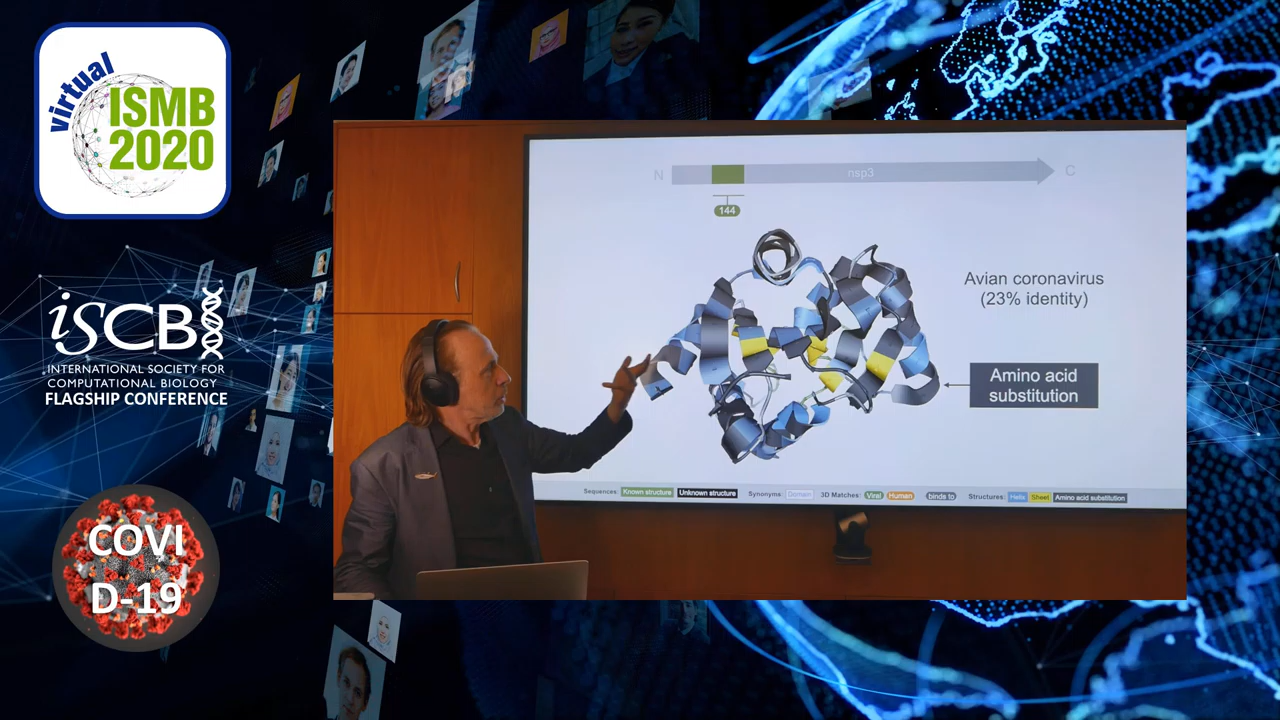 virtual
ISMB
2020
iSCB
INTERNATIONAL SOCIETY FOR
COMPUTATIONAL BIOLOGY
FLAGSHIP CONFERENCE
COVI
D-19
N
nsp3
C
144
Avian coronavirus
(23% identity)
Amino acid
substitution
Sequences: Known structure Unknown structure Synonyms: Domain 3D Matches: Viral Human binds to Structures: Helix Sheet Amino acid substitution